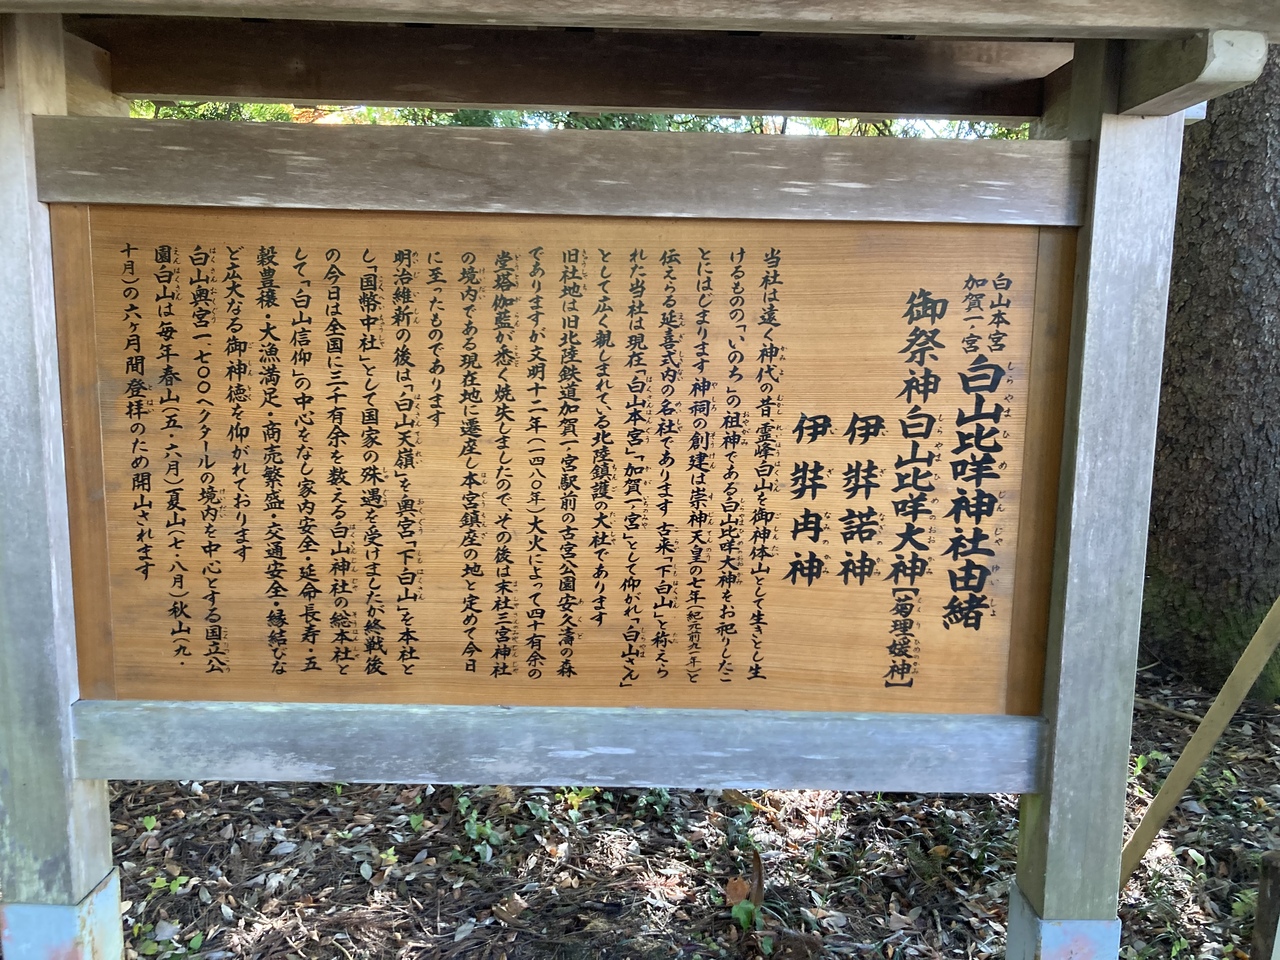 白山本宮
加賀一ノ宮
白山比咩神社由緒
御祭神 白山比咩大神【菊理媛神】
伊弉諾神
伊弉冉神
当社は遠く神代の昔霊峰白山を御神体として生きとし生
けるものの「いのち」の祖神である白山比咩大神をお祀りしたこ
とにはじまります 神祠の創建は崇神天皇の七年(紀元前九一年)と
伝えらる延喜式内の名社であります 古来「下白山」と称えら
れた当社は現在「白山本宮」「加賀一ノ宮」として仰がれ「白山さん」
として広く親しまれている北陸鎮護の大社であります
旧社地は旧北陸鉄道加賀一ノ宮駅前の古宮公園安久濤の森
でありますが文明十二年(一四八〇年)大火によって四十有余の
堂塔伽藍が悉く焼失しましたので、その後は末社三宮神社
の境内である現在地に遷座し本宮鎮座の地と定めて今日
に至ったものであります
明治維新の後は「白山天嶺」を奥宮「下白山」を本社と
し「国幣中社」として国家の殊遇を受けましたが終戦後
の今日は全国に三千有余を数える白山神社の総本社と
して「白山信仰」の中心をなし家内安全・延命長寿・五
穀豊穣・大漁満足・商売繁盛・交通安全・縁結びな
ど広大なる御神徳を仰がれております
白山奥宮一七〇〇ヘクタールの境内を中心とする国立公
園白山は毎年春山(五・六月)夏山(七・八月)秋山(九・
十月)の六ヶ月間登拝のため開山されます